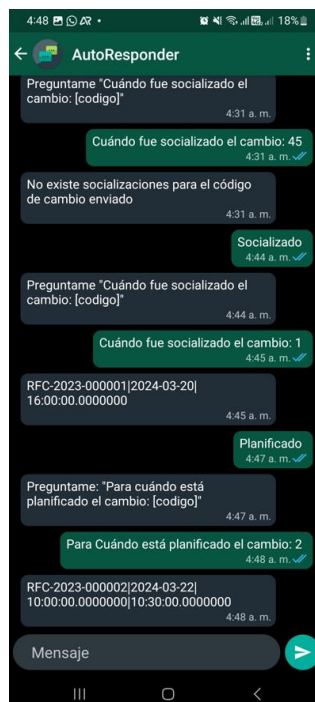 4:48
18%
AutoResponder
Preguntame "Cuándo fue socializado el
cambio: [codigo]"
4:31 a. m.
Cuándo fue socializado el cambio: 45
4:31 a. m.
No existe socializaciones para el código
de cambio enviado
4:31 a. m.
Socializado
4:44 a. m.
Preguntame "Cuándo fue socializado el
cambio: [codigo]"
4:44 a. m.
Cuándo fue socializado el cambio: 1
4:45 a. m.
RFC-2023-000001|2024-03-20|
16:00:00.0000000
4:45 a. m.
Planificado
4:47 a. m.
Preguntame: "Para cuándo está
planificado el cambio: [codigo]"
4:47 a. m.
Para Cuándo está planificado el cambio: 2
4:48 a. m.
RFC-2023-000002|2024-03-22|
10:00:00.0000000|10:30:00.0000000
4:48 a. m.
Mensaje